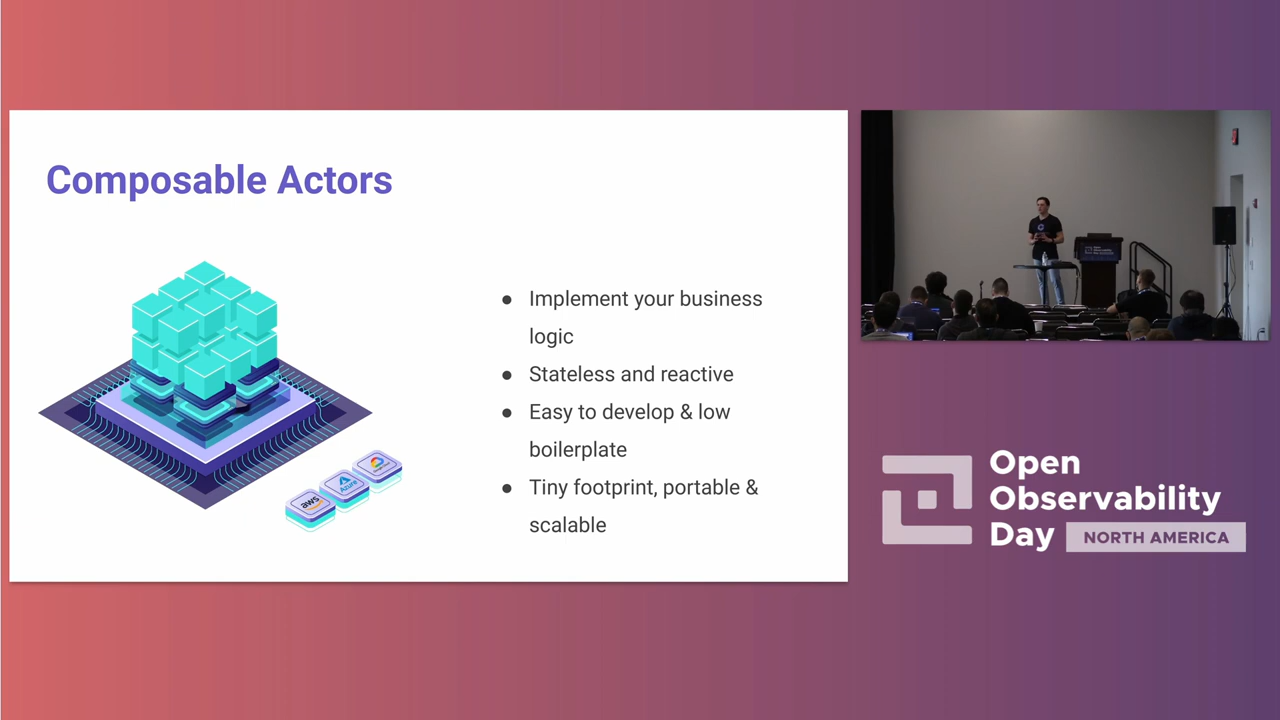 Composable Actors
● Implement your business
logic
● Stateless and reactive
● Easy to develop & low
boilerplate
● Tiny footprint, portable &
scalable
aws
Azure
Open
Observability
Day
NORTH AMERICA